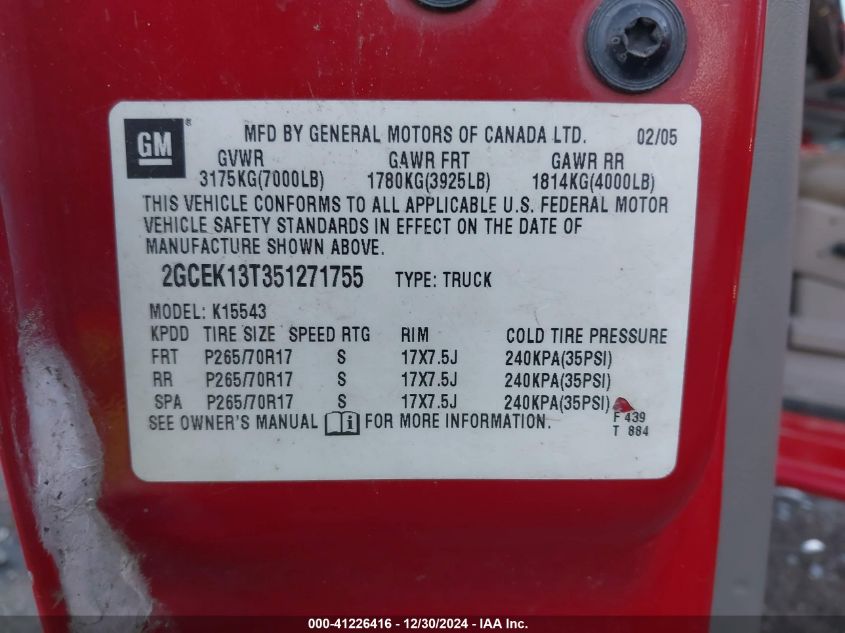 GM ®
MFD BY GENERAL MOTORS OF CANADA LTD. 02/05
GVWR GAWR FRT GAWR RR
3175KG(7000LB) 1780KG(3925LB) 1814KG(4000LB)
THIS VEHICLE CONFORMS TO ALL APPLICABLE U.S. FEDERAL MOTOR
VEHICLE SAFETY STANDARDS IN EFFECT ON THE DATE OF
MANUFACTURE SHOWN ABOVE.
2GCEK13T351271755 TYPE: TRUCK
MODEL: K15543
KPDD TIRE SIZE SPEED RTG RIM COLD TIRE PRESSURE
FRT P265/70R17 S 17X7.5J 240KPA(35PSI)
RR P265/70R17 S 17X7.5J 240KPA(35PSI)
SPA P265/70R17 S 17X7.5J 240KPA(35PSI)
SEE OWNER'S MANUAL i FOR MORE INFORMATION.
F 439
T 884
000-41226416 - 12/30/2024 - IAA Inc.